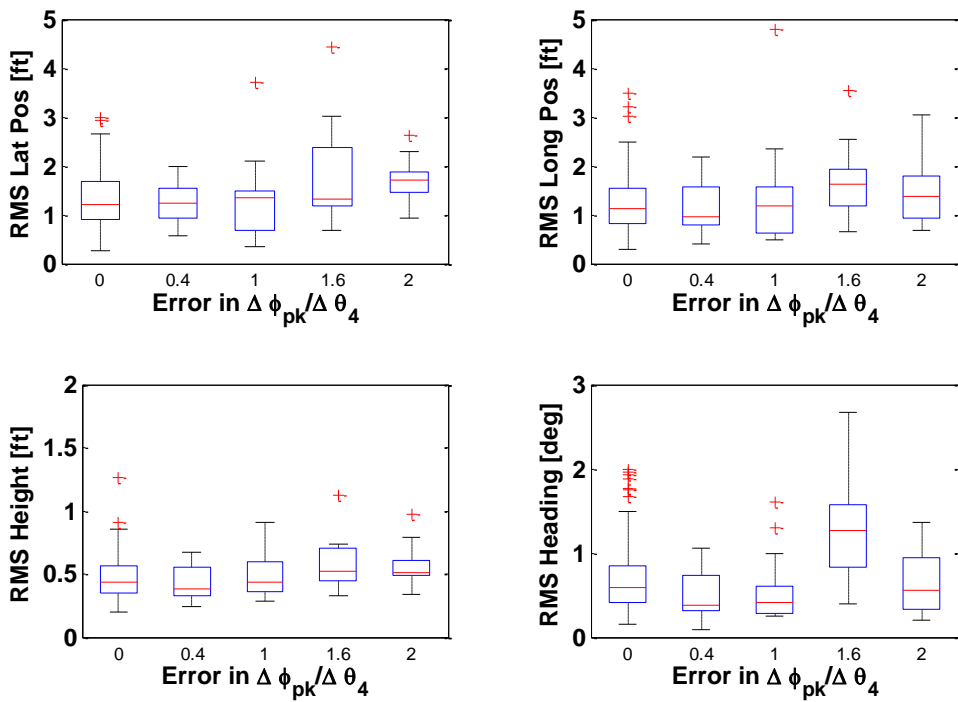 RMS Lat Pos [ft]
5
4
3
2
1
0
0 0.4 1 1.6 2
Error in Δ ϕpk/Δ θ4
RMS Long Pos [ft]
5
4
3
2
1
0
0 0.4 1 1.6 2
Error in Δ ϕpk/Δ θ4
RMS Height [ft]
2
1.5
1
0.5
0
0 0.4 1 1.6 2
Error in Δ ϕpk/Δ θ4
RMS Heading [deg]
3
2
1
0
0 0.4 1 1.6 2
Error in Δ ϕpk/Δ θ4